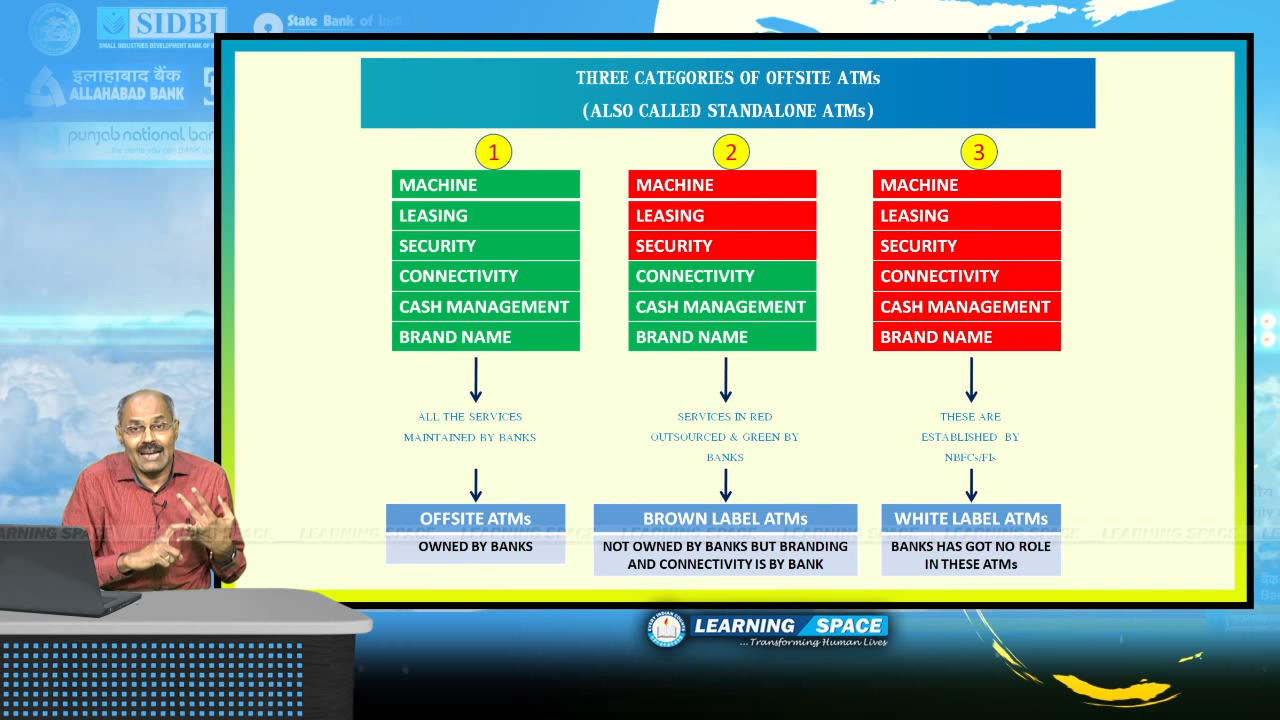 SIDBI
SMALL INDUSTRIES DEVELOPMENT BANK OF
State Bank of
इलाहाबाद बैंक
ALLAHABAD BANK
punjab national
THREE CATEGORIES OF OFFSITE ATMs
(ALSO CALLED STANDALONE ATMs)
1 2 3
MACHINE MACHINE MACHINE
LEASING LEASING LEASING
SECURITY SECURITY SECURITY
CONNECTIVITY CONNECTIVITY CONNECTIVITY
CASH MANAGEMENT CASH MANAGEMENT CASH MANAGEMENT
BRAND NAME BRAND NAME BRAND NAME
ALL THE SERVICES
MAINTAINED BY BANKS
SERVICES IN RED
OUTSOURCED & GREEN BY
BANKS
THESE ARE
ESTABLISHED BY
NBFCs/FIs
OFFSITE ATMs
OWNED BY BANKS
BROWN LABEL ATMs
NOT OWNED BY BANKS BUT BRANDING
AND CONNECTIVITY IS BY BANK
WHITE LABEL ATMs
BANKS HAS GOT NO ROLE
IN THESE ATMs
LEARNING SPACE
...Transforming Human Lives